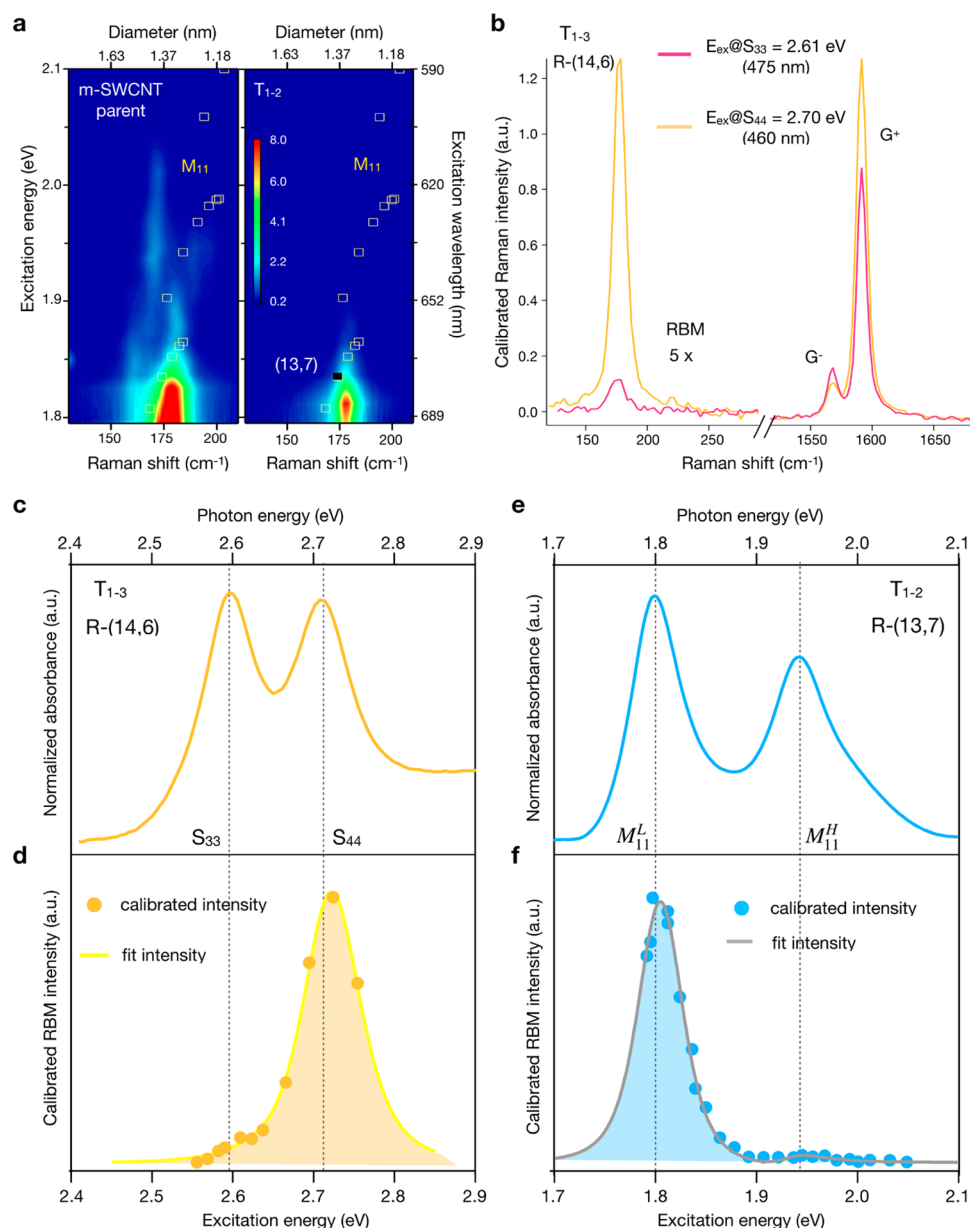 a
Diameter (nm)
Diameter (nm)
1.63 1.37 1.18
1.63 1.37 1.18
m-SWCNT
parent
M₁₁
Excitation energy (eV)
2.1
2.0
1.9
1.8
150 175 200
Raman shift (cm⁻¹)
T₁₋₂
8.0
6.0
4.1
2.2
0.2
M₁₁
(13,7)
590
620
652
689
Excitation wavelength (nm)
150 175 200
Raman shift (cm⁻¹)
b
T₁₋₃
R-(14,6)
Eₑₓ@S₃₃ = 2.61 eV
(475 nm)
Eₑₓ@S₄₄ = 2.70 eV
(460 nm)
G⁺
RBM
5 x
G⁻
Calibrated Raman intensity (a.u.)
1.2
1.0
0.8
0.6
0.4
0.2
0.0
150 200 250 1550 1600 1650
Raman shift (cm⁻¹)
c
Photon energy (eV)
2.4 2.5 2.6 2.7 2.8 2.9
T₁₋₃
R-(14,6)
Normalized absorbance (a.u.)
S₃₃ S₄₄
d
calibrated intensity
fit intensity
Calibrated RBM intensity (a.u.)
2.4 2.5 2.6 2.7 2.8 2.9
Excitation energy (eV)
e
Photon energy (eV)
1.7 1.8 1.9 2.0 2.1
T₁₋₂
R-(13,7)
Normalized absorbance (a.u.)
M₁₁ᴸ M₁₁ᴴ
f
calibrated intensity
fit intensity
Calibrated RBM intensity (a.u.)
1.7 1.8 1.9 2.0 2.1
Excitation energy (eV)